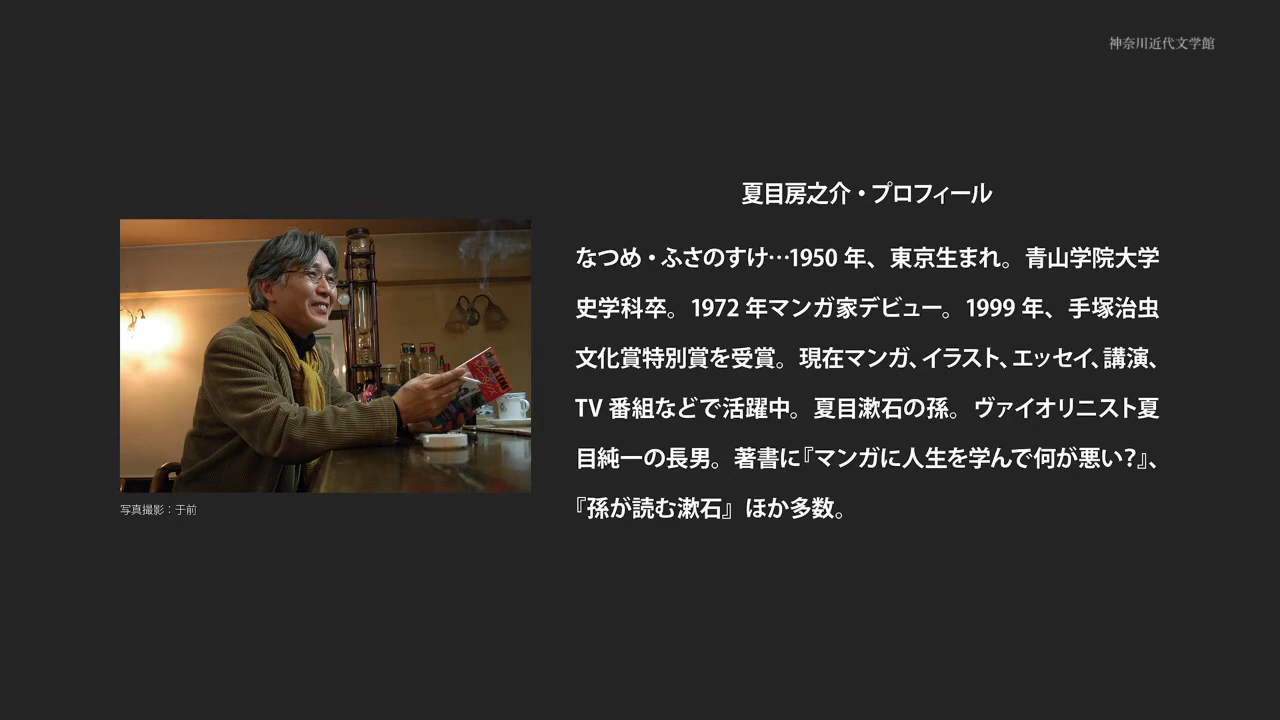 神奈川近代文学館
夏目房之介・プロフィール
なつめ・ふさのすけ…1950 年、東京生まれ。青山学院大学
史学科卒。1972 年マンガ家デビュー。1999 年、手塚治虫
文化賞特別賞を受賞。現在マンガ、イラスト、エッセイ、講演、
TV 番組などで活躍中。夏目漱石の孫。ヴァイオリニスト夏
目純一の長男。著書に『マンガに人生を学んで何が悪い?』、
『孫が読む漱石』ほか多数。
写真撮影:于前